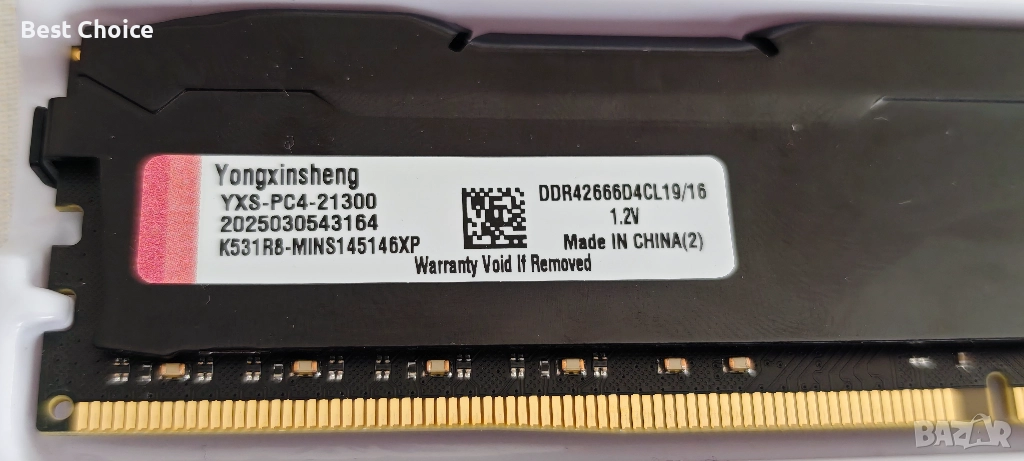 Best Choice
Yongxinsheng
YXS-PC4-21300
2025030543164
K531R8-MINS145146XP
DDR42666D4CL19/16
1.2V
Made IN CHINA(2)
Warranty Void If Removed
BAZAR